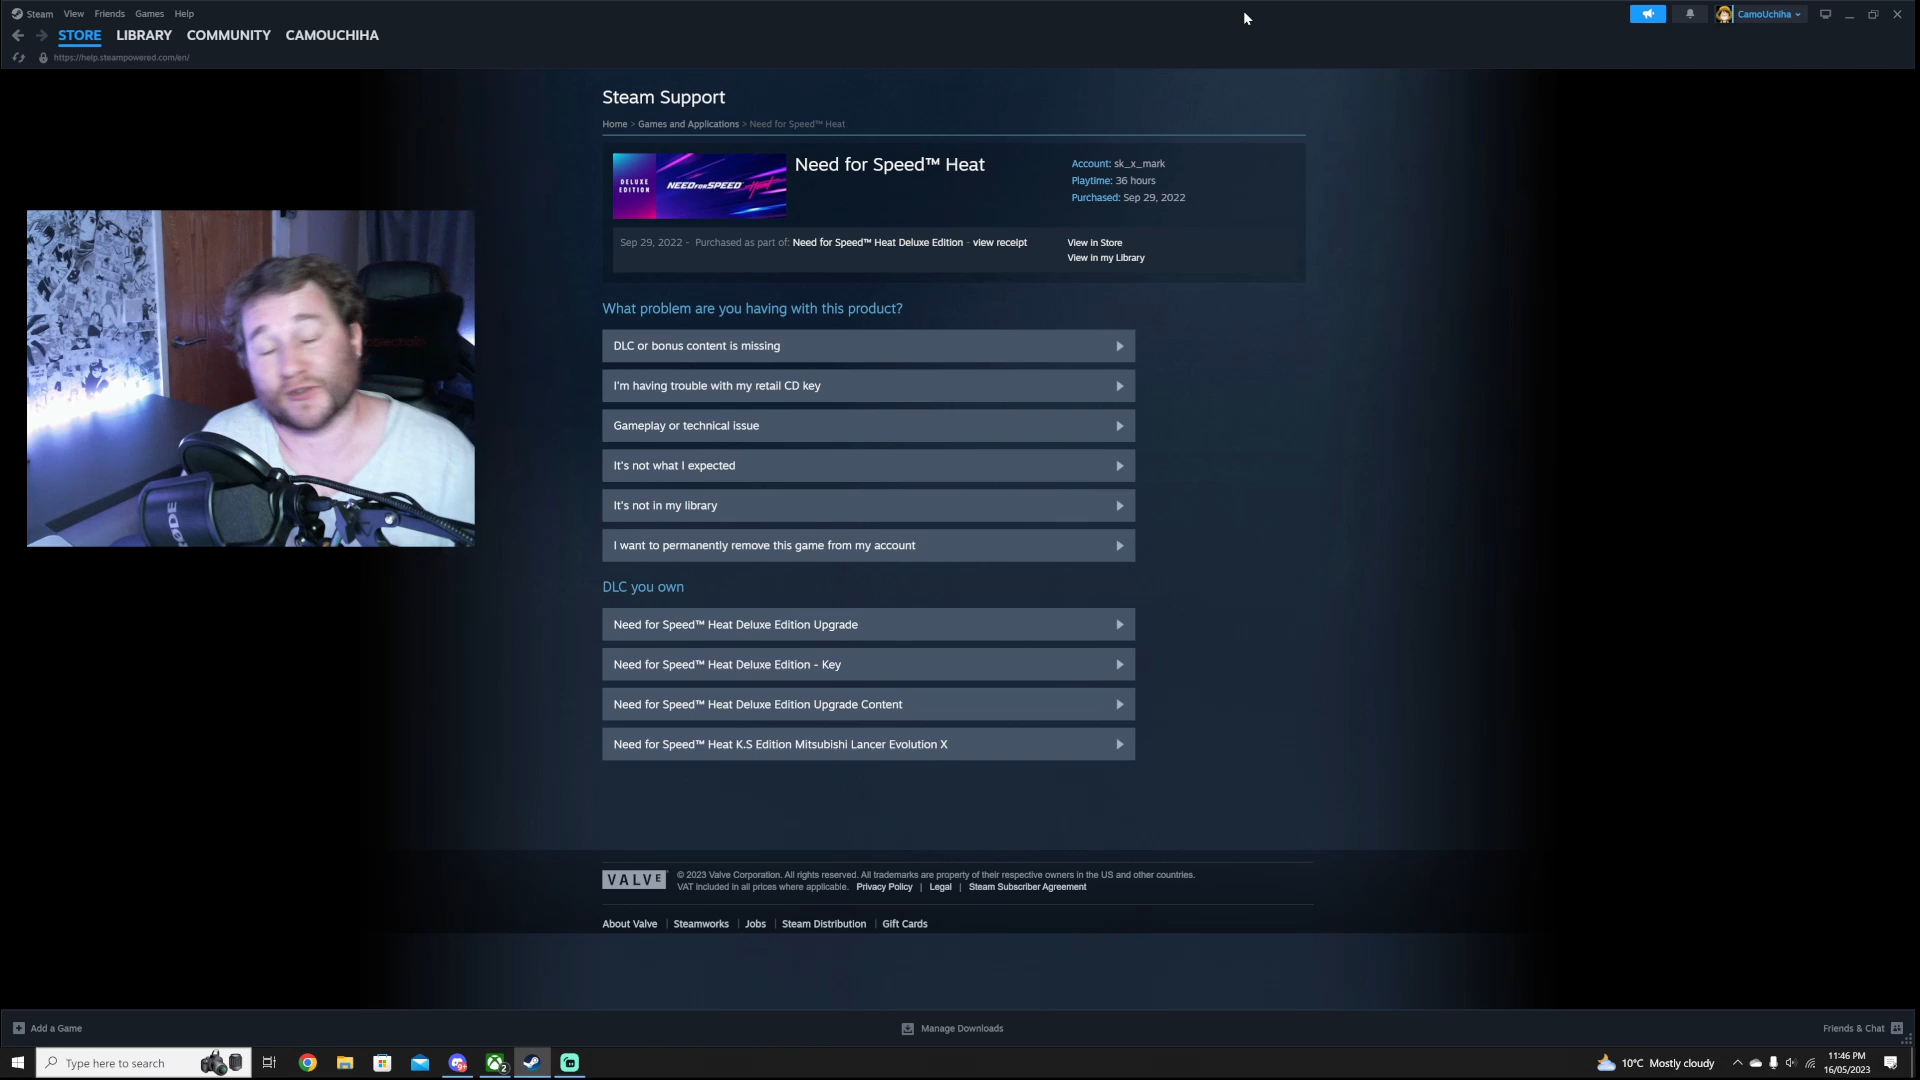 Steam View Friends Games Help
CamoUchiha
STORE LIBRARY COMMUNITY CAMOUCHIHA
https://help.steampowered.com/en/
Steam Support
Home > Games and Applications > Need for Speed™ Heat
DELUXE EDITION
NEED FOR SPEED Heat
Need for Speed™ Heat
Account: sk_x_mark
Playtime: 36 hours
Purchased: Sep 29, 2022
Sep 29, 2022 - Purchased as part of: Need for Speed™ Heat Deluxe Edition - view receipt
View in Store
View in my Library
What problem are you having with this product?
DLC or bonus content is missing
I'm having trouble with my retail CD key
Gameplay or technical issue
It's not what I expected
It's not in my library
I want to permanently remove this game from my account
DLC you own
Need for Speed™ Heat Deluxe Edition Upgrade
Need for Speed™ Heat Deluxe Edition - Key
Need for Speed™ Heat Deluxe Edition Upgrade Content
Need for Speed™ Heat K.S Edition Mitsubishi Lancer Evolution X
VALVE
© 2023 Valve Corporation. All rights reserved. All trademarks are property of their respective owners in the US and other countries.
VAT included in all prices where applicable. Privacy Policy | Legal | Steam Subscriber Agreement
About Valve | Steamworks | Jobs | Steam Distribution | Gift Cards
Add a Game
Manage Downloads
Friends & Chat
Type here to search
2
10°C Mostly cloudy
11:46 PM
16/05/2023